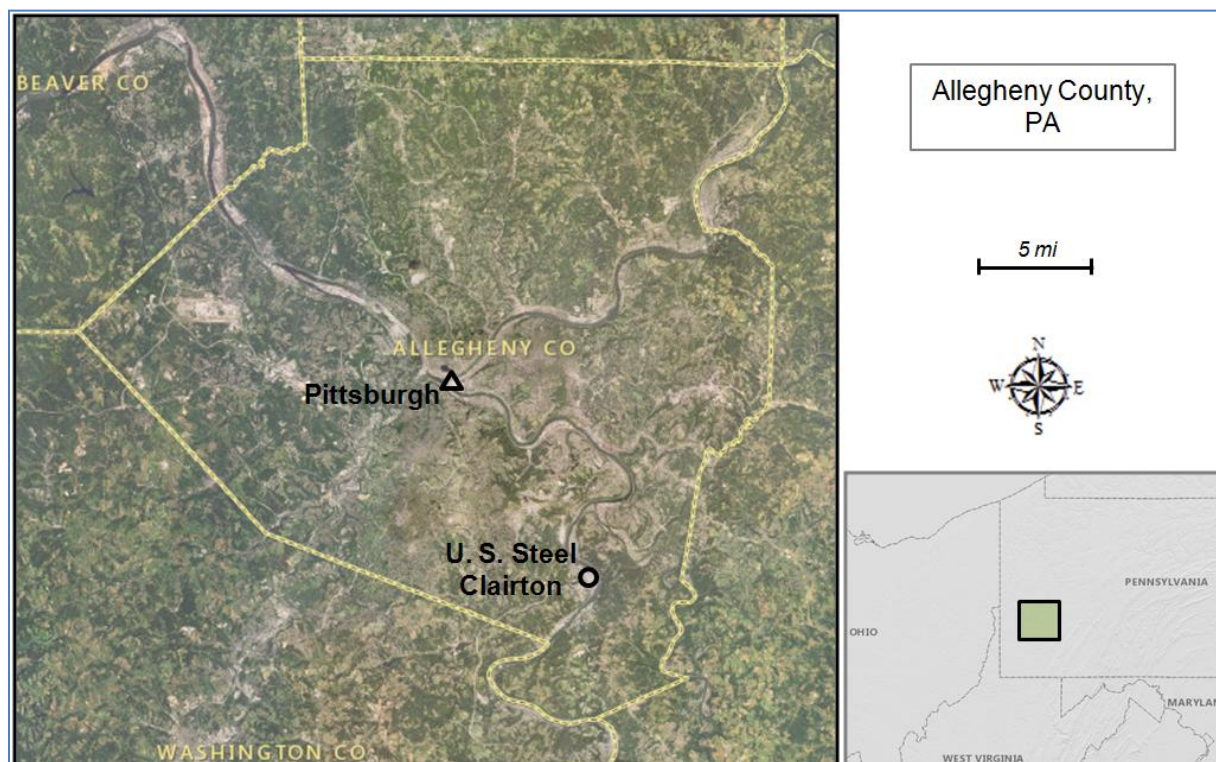 BEAVER CO
ALLEGHENY CO
Pittsburgh
U. S. Steel
Clairton
WASHINGTON CO
Allegheny County,
PA
5 mi
N
W
E
S
PENNSYLVANIA
OHIO
MARYLAN
WEST VIRGINIA